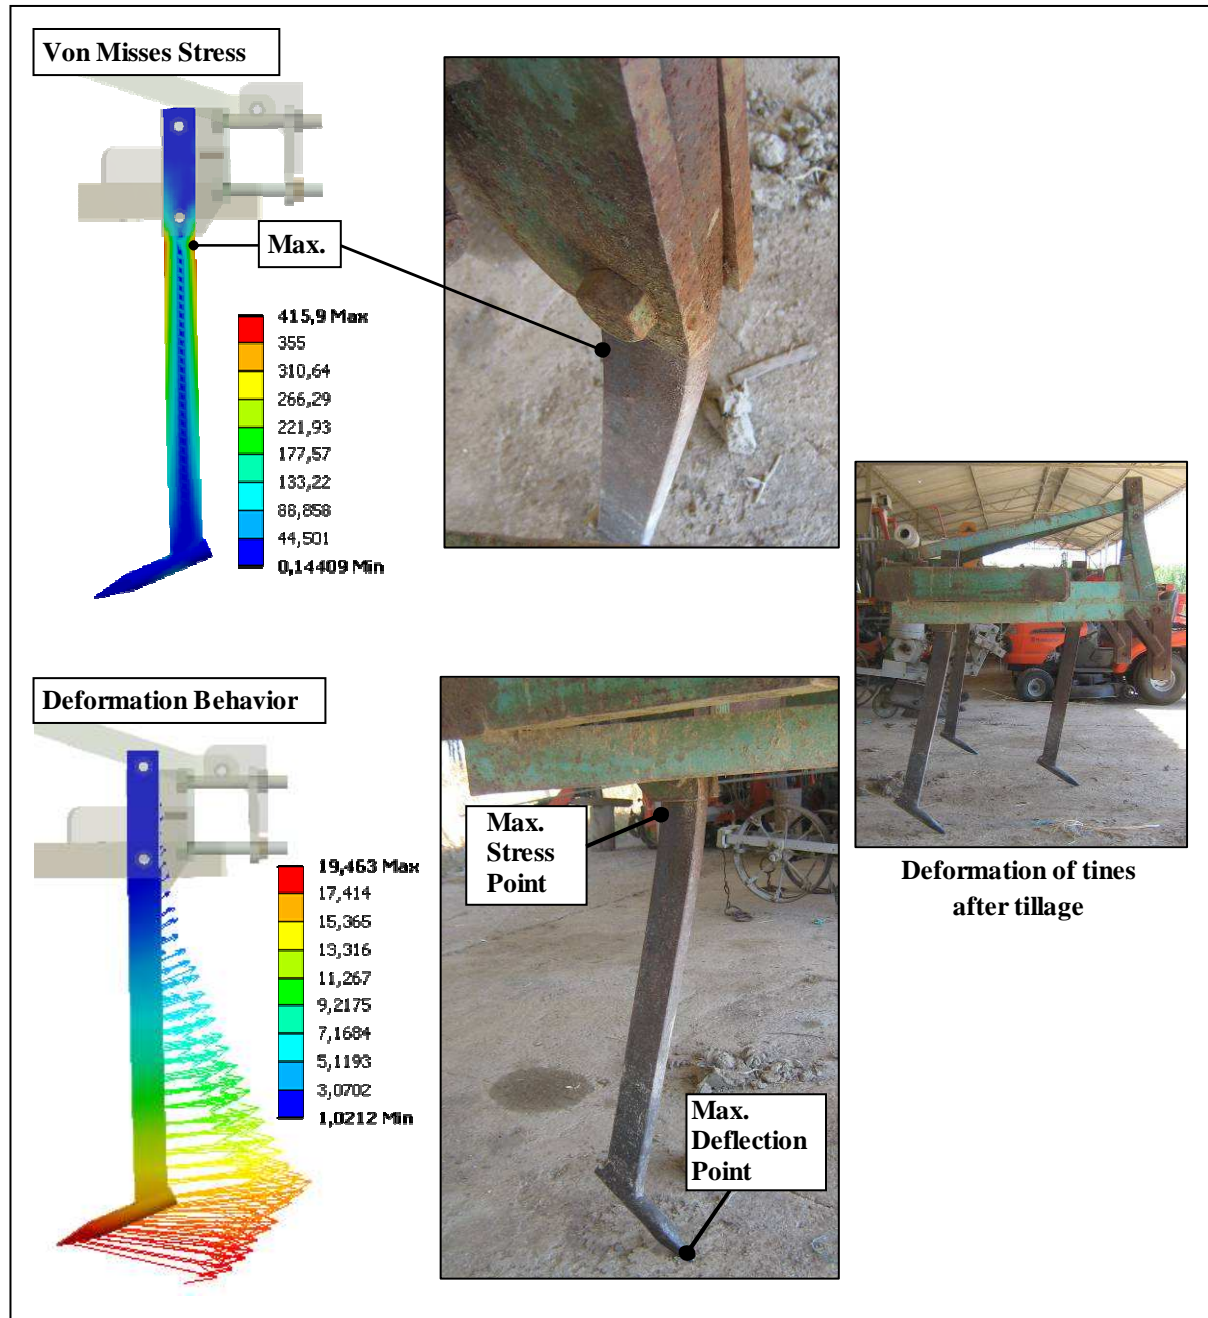 Von Misses Stress
Max.
415,9 Max
355
310,64
266,29
221,93
177,57
133,22
88,858
44,501
0,14409 Min
Deformation Behavior
19,463 Max
17,414
15,365
13,316
11,267
9,2175
7,1684
5,1193
3,0702
1,0212 Min
Max.
Stress
Point
Max.
Deflection
Point
Deformation of tines
after tillage